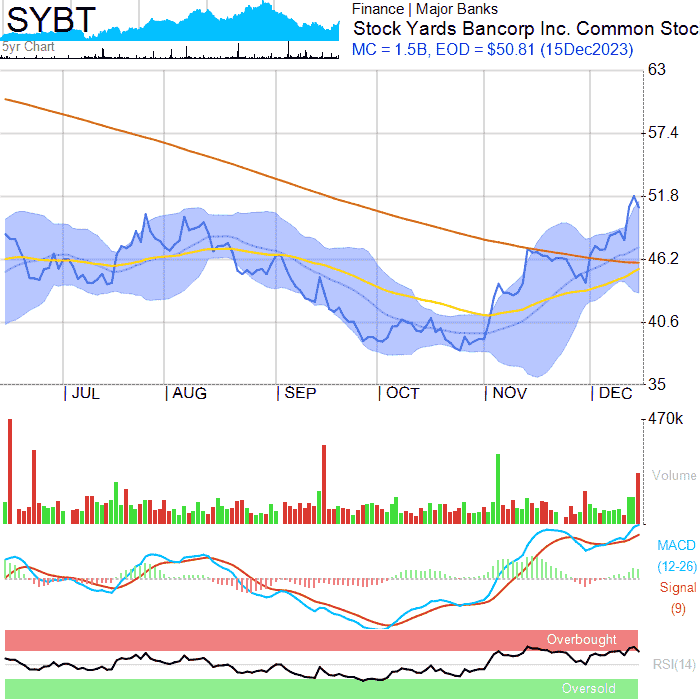 SYBT
5yr Chart
Finance | Major Banks
Stock Yards Bancorp Inc. Common Stoc
MC = 1.5B, EOD = $50.81 (15Dec2023)
63
57.4
51.8
46.2
40.6
35
JUL
AUG
SEP
OCT
NOV
DEC
470k
Volume
MACD
(12-26)
Signal
(9)
Overbought
RSI(14)
Oversold